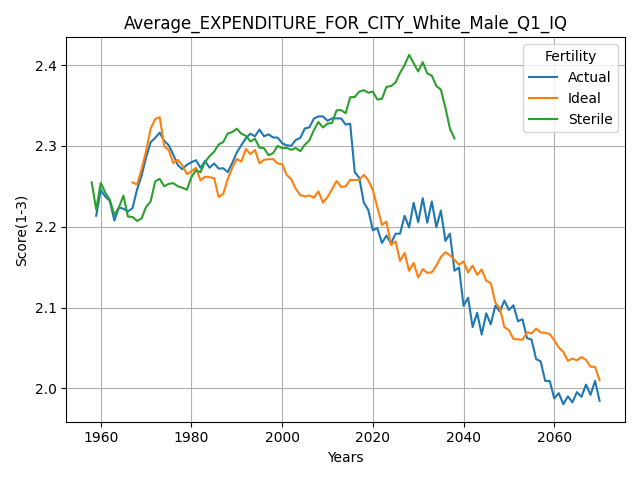 Average_EXPENDITURE_FOR_CITY_White_Male_Q1_IQ
Score(1-3)
2.4
2.3
2.2
2.1
2.0
Fertility
Actual
Ideal
Sterile
1960
1980
2000
2020
2040
2060
Years